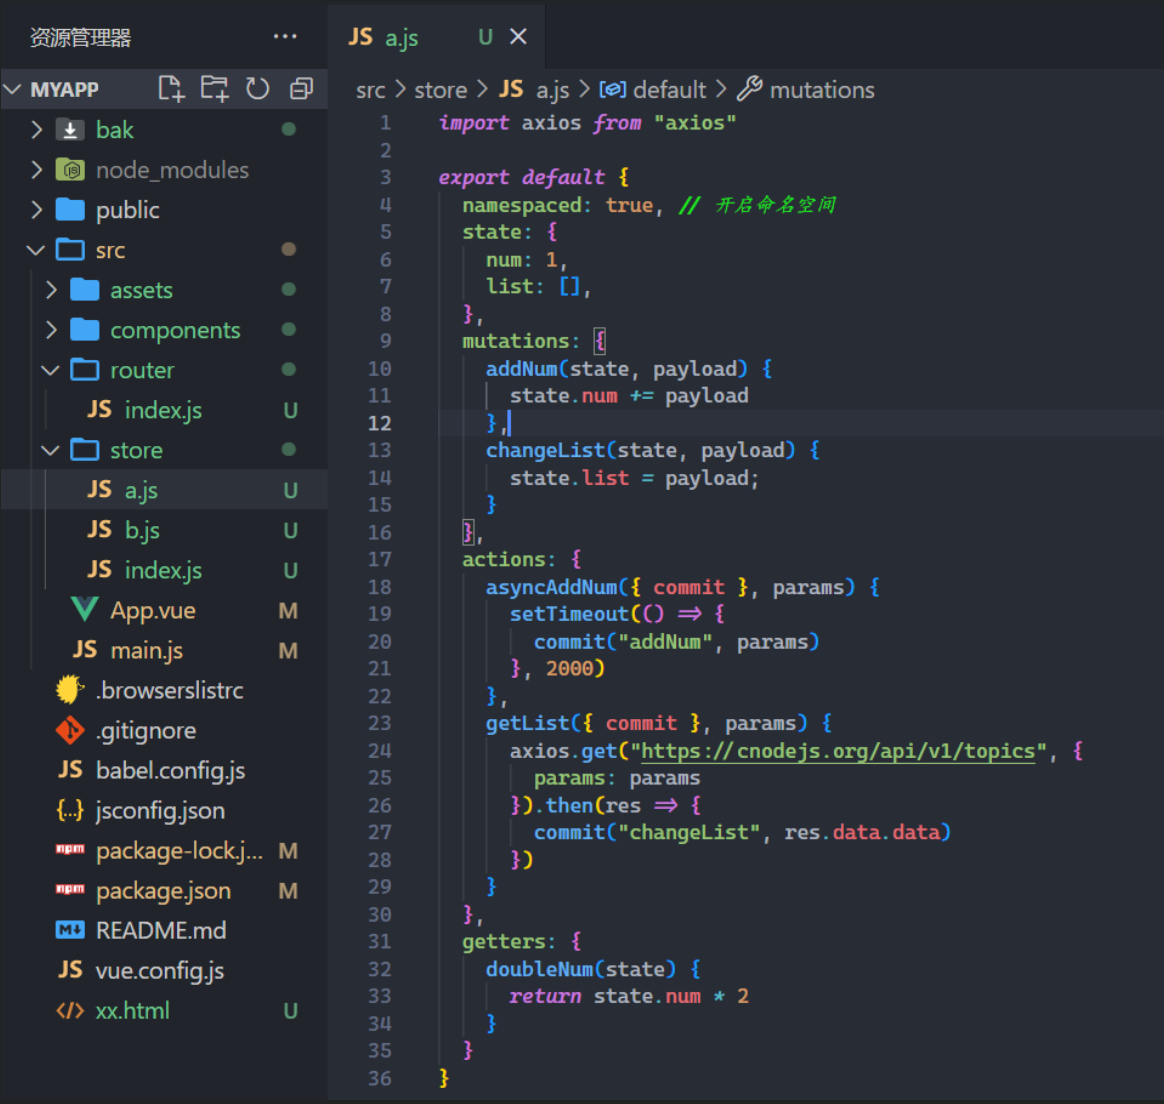 资源管理器 ···
MYAPP
bak
node_modules
public
src
assets
components
router
JS index.js U
store
JS a.js U
JS b.js U
JS index.js U
App.vue M
JS main.js M
.browserslistrc
.gitignore
JS babel.config.js
{..} jsconfig.json
npm package-lock.j... M
npm package.json M
M↓ README.md
JS vue.config.js
</> xx.html U
JS a.js U ×
src > store > JS a.js > default > mutations
1 import axios from "axios"
2
3 export default {
4 namespaced: true, // 开启命名空间
5 state: {
6 num: 1,
7 list: [],
8 },
9 mutations: {
10 addNum(state, payload) {
11 state.num += payload
12 },
13 changeList(state, payload) {
14 state.list = payload;
15 }
16 },
17 actions: {
18 asyncAddNum({ commit }, params) {
19 setTimeout(() => {
20 commit("addNum", params)
21 }, 2000)
22 },
23 getList({ commit }, params) {
24 axios.get("https://cnodejs.org/api/v1/topics", {
25 params: params
26 }).then(res => {
27 commit("changeList", res.data.data)
28 })
29 }
30 },
31 getters: {
32 doubleNum(state) {
33 return state.num * 2
34 }
35 }
36 }